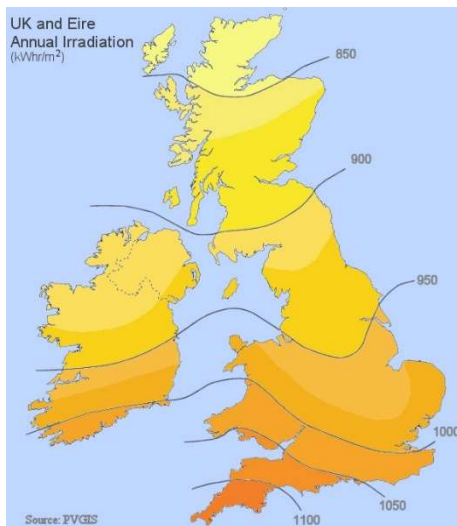 UK and Eire
Annual Irradiation
(kWhr/m²)
850
900
950
1000
1050
1100
Source: PVGIS